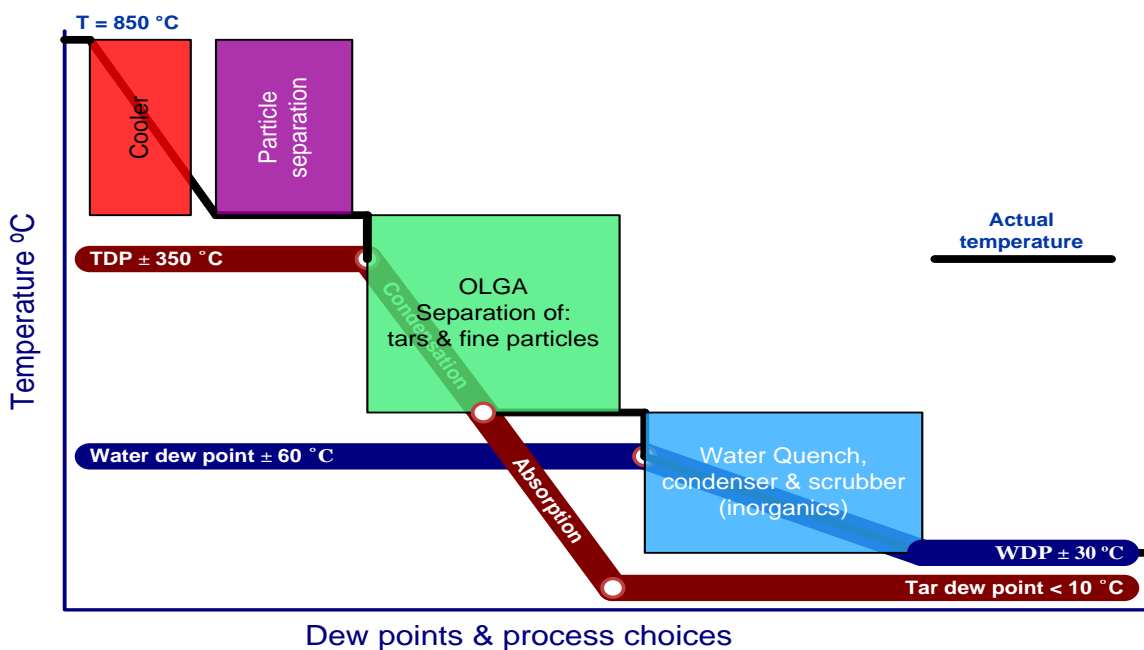 T = 850 °C
Cooler
Particle
separation
Temperature ºC
TDP ± 350 °C
Condensation
OLGA
Separation of:
tars & fine particles
Actual
temperature
Water dew point ± 60 °C
Absorption
Water Quench,
condenser & scrubber
(inorganics)
WDP ± 30 ºC
Tar dew point < 10 °C
Dew points & process choices